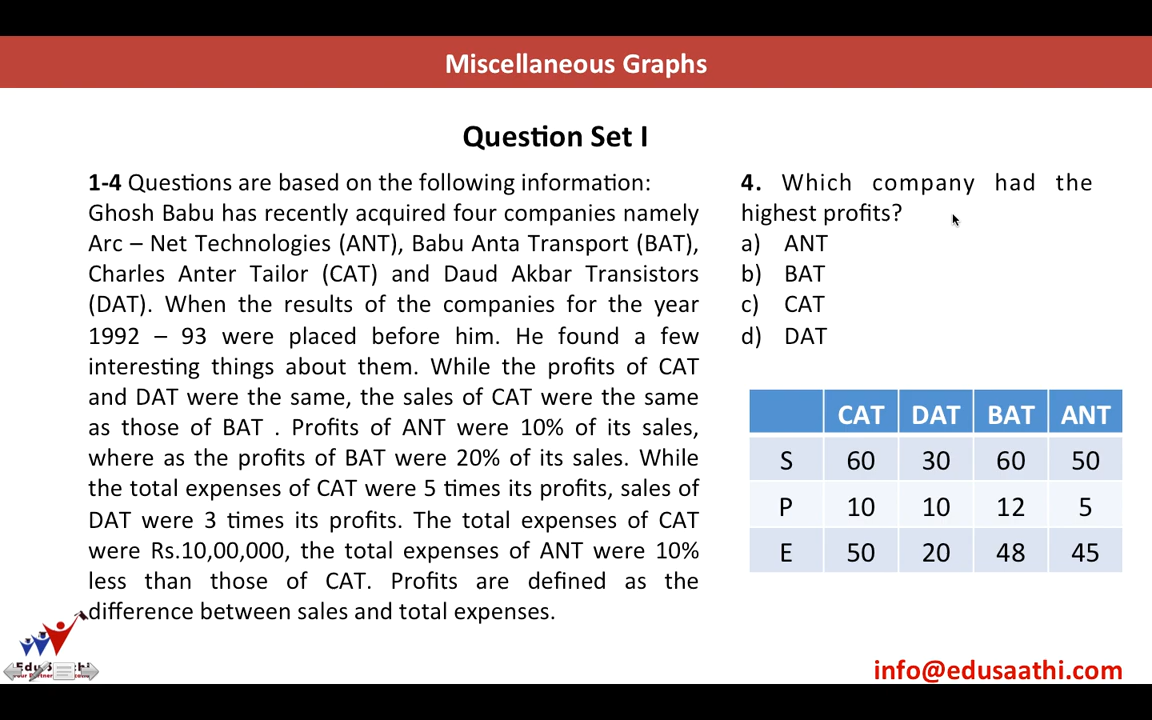 Miscellaneous Graphs
Question Set I
1-4 Questions are based on the following information:
Ghosh Babu has recently acquired four companies namely
Arc – Net Technologies (ANT), Babu Anta Transport (BAT),
Charles Anter Tailor (CAT) and Daud Akbar Transistors
(DAT). When the results of the companies for the year
1992 – 93 were placed before him. He found a few
interesting things about them. While the profits of CAT
and DAT were the same, the sales of CAT were the same
as those of BAT . Profits of ANT were 10% of its sales,
where as the profits of BAT were 20% of its sales. While
the total expenses of CAT were 5 times its profits, sales of
DAT were 3 times its profits. The total expenses of CAT
were Rs.10,00,000, the total expenses of ANT were 10%
less than those of CAT. Profits are defined as the
difference between sales and total expenses.
4. Which company had the
highest profits?
a) ANT
b) BAT
c) CAT
d) DAT
CAT DAT BAT ANT
S 60 30 60 50
P 10 10 12 5
E 50 20 48 45
info@edusaathi.com